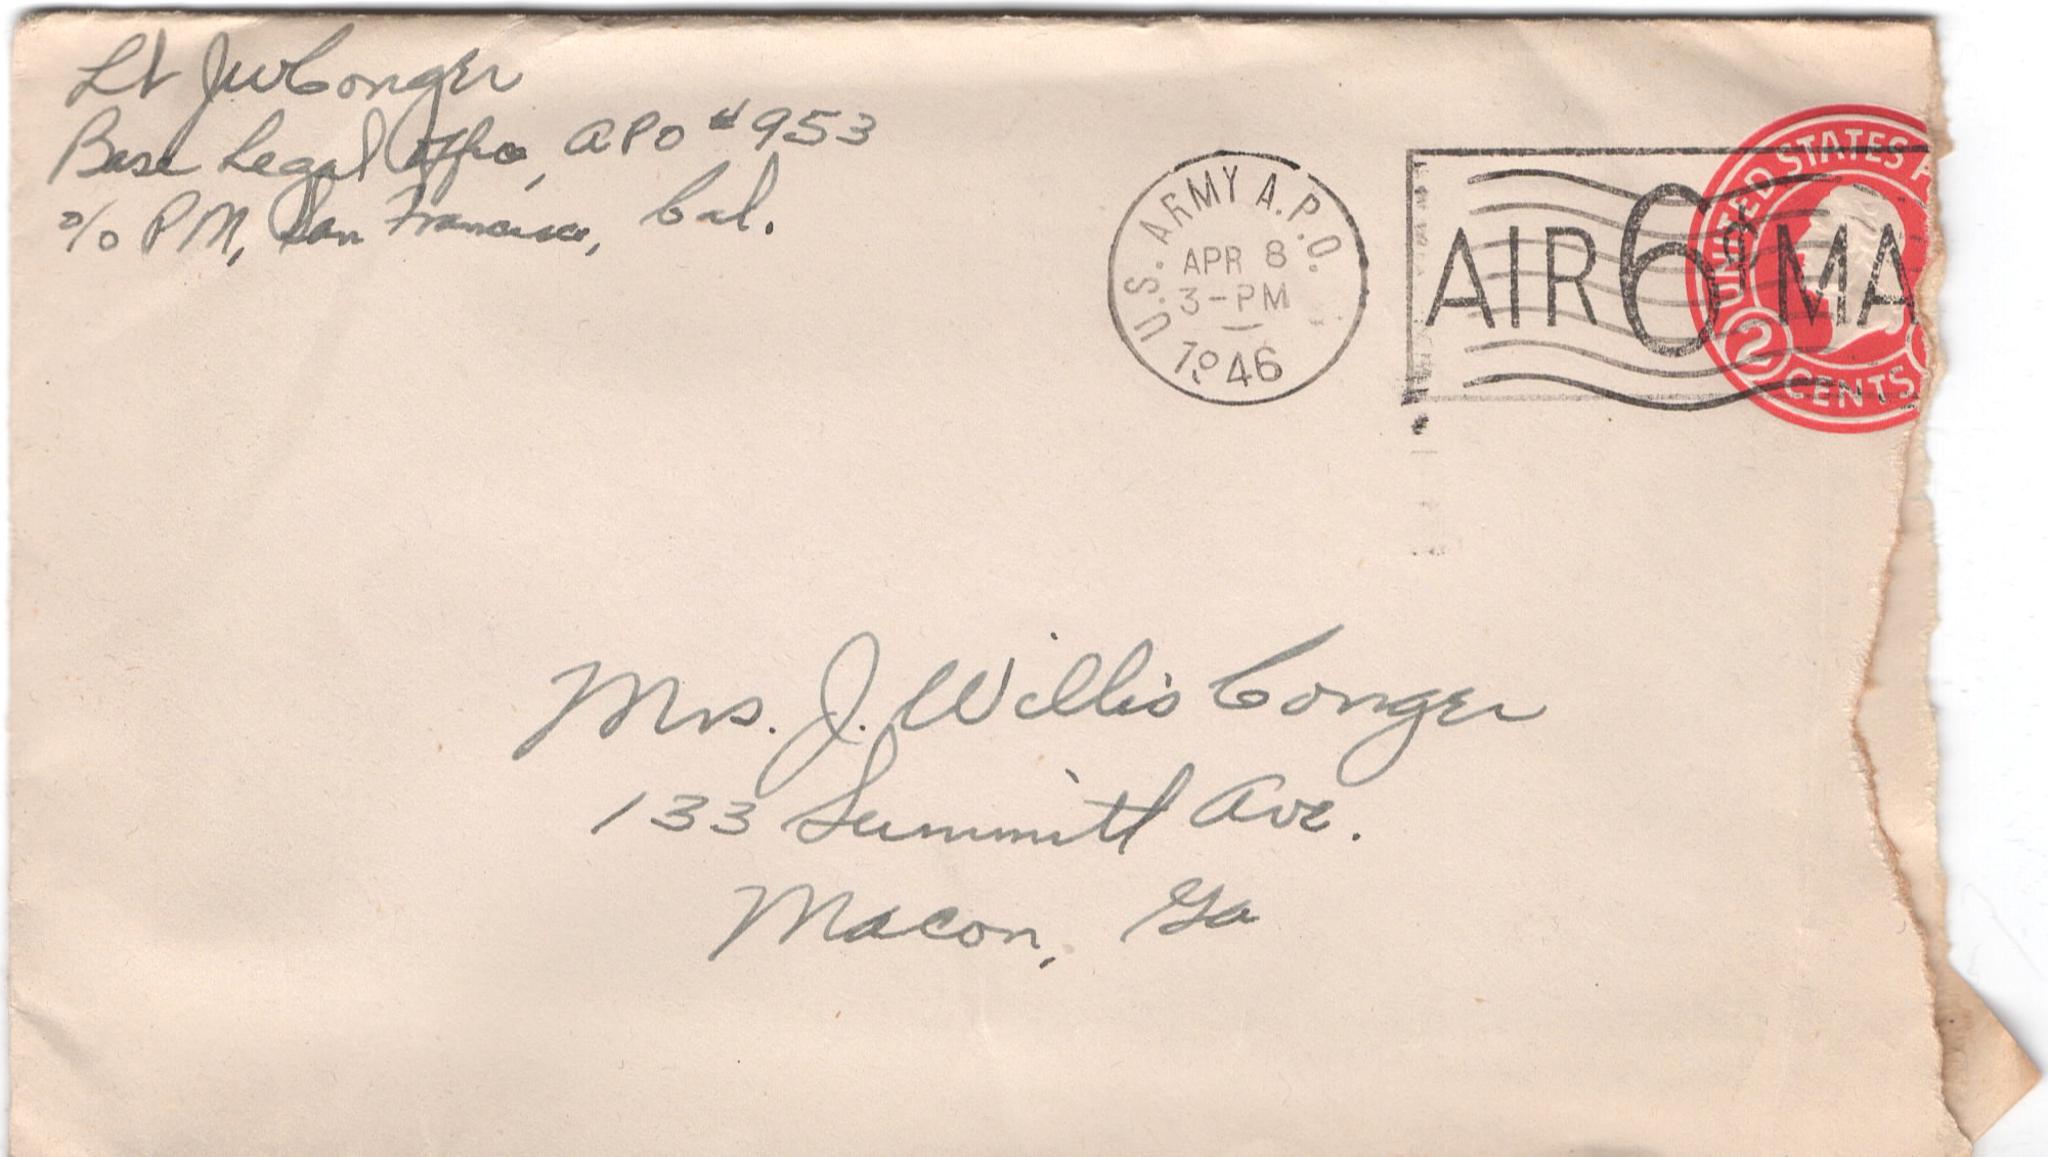 Lt JW Conger
Base Legal Office, APO #953
c/o PM, San Francisco, Cal.
U.S. ARMY A.P.O.
APR 8
3-PM
1946
AIR 6¢ MA
UNITED STATES
2 CENTS
Mrs. J. Willis Conger
133 Summitt Ave.
Macon, Ga